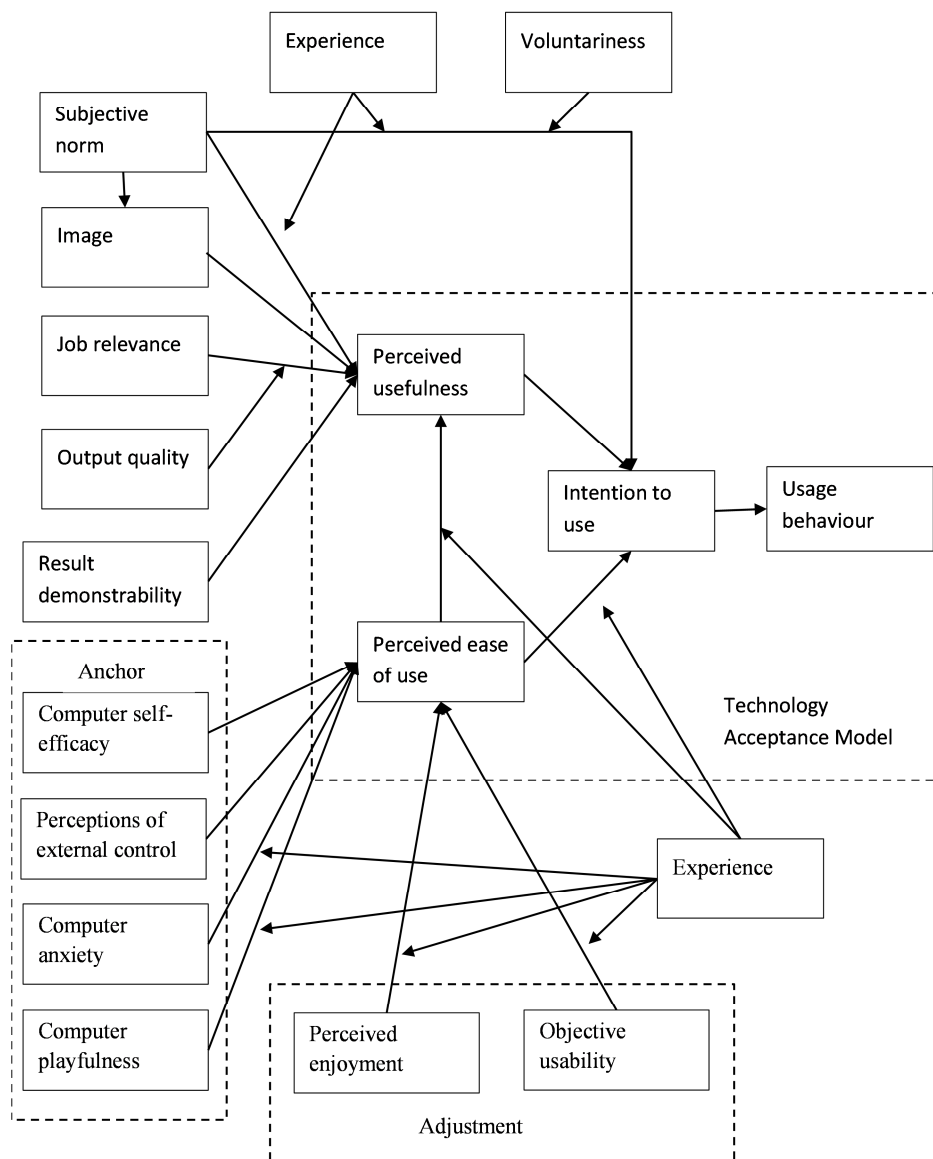 Experience
Voluntariness
Subjective
norm
Image
Job relevance
Perceived
usefulness
Output quality
Intention to
use
Usage
behaviour
Result
demonstrability
Perceived ease
of use
Anchor
Computer self-
efficacy
Technology
Acceptance Model
Perceptions of
external control
Experience
Computer
anxiety
Computer
playfulness
Perceived
enjoyment
Objective
usability
Adjustment